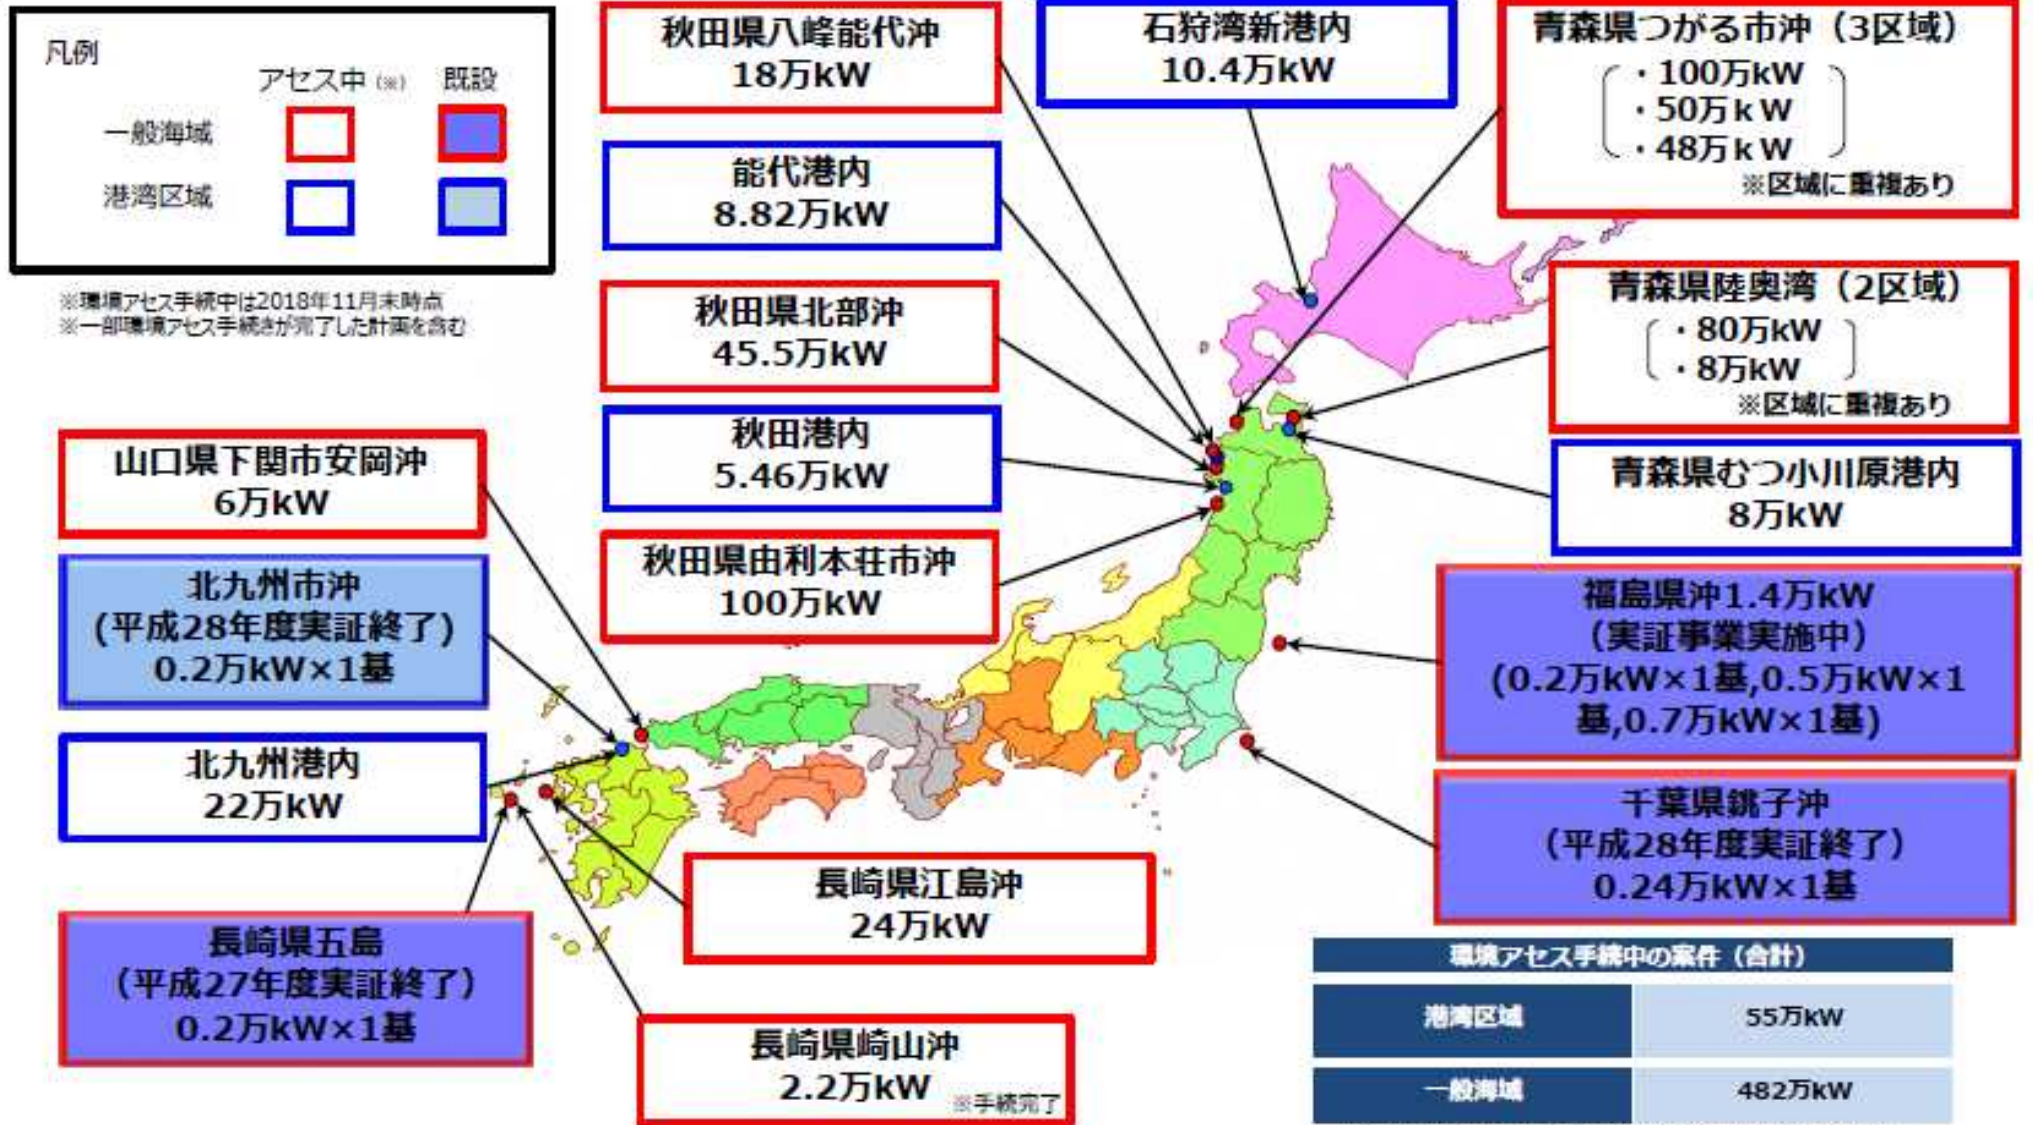 凡例
アセス中 (※) 既設
一般海域
港湾区域
※環境アセス手続中は2018年11月末時点
※一部環境アセス手続きが完了した計画を含む
秋田県八峰能代沖
18万kW
能代港内
8.82万kW
秋田県北部沖
45.5万kW
秋田港内
5.46万kW
秋田県由利本荘市沖
100万kW
石狩湾新港内
10.4万kW
青森県つがる市沖（3区域）
・100万kW
・50万ｋW
・48万ｋW
※区域に重複あり
青森県陸奥湾（2区域）
・80万kW
・8万kW
※区域に重複あり
青森県むつ小川原港内
8万kW
福島県沖1.4万kW
（実証事業実施中）
(0.2万kW×1基,0.5万kW×1
基,0.7万kW×1基)
千葉県銚子沖
（平成28年度実証終了）
0.24万kW×1基
山口県下関市安岡沖
6万kW
北九州市沖
(平成28年度実証終了)
0.2万kW×1基
北九州港内
22万kW
長崎県五島
（平成27年度実証終了）
0.2万kW×1基
長崎県江島沖
24万kW
長崎県崎山沖
2.2万kW ※手続完了
環境アセス手続中の案件（合計）
港湾区域 55万kW
一般海域 482万kW